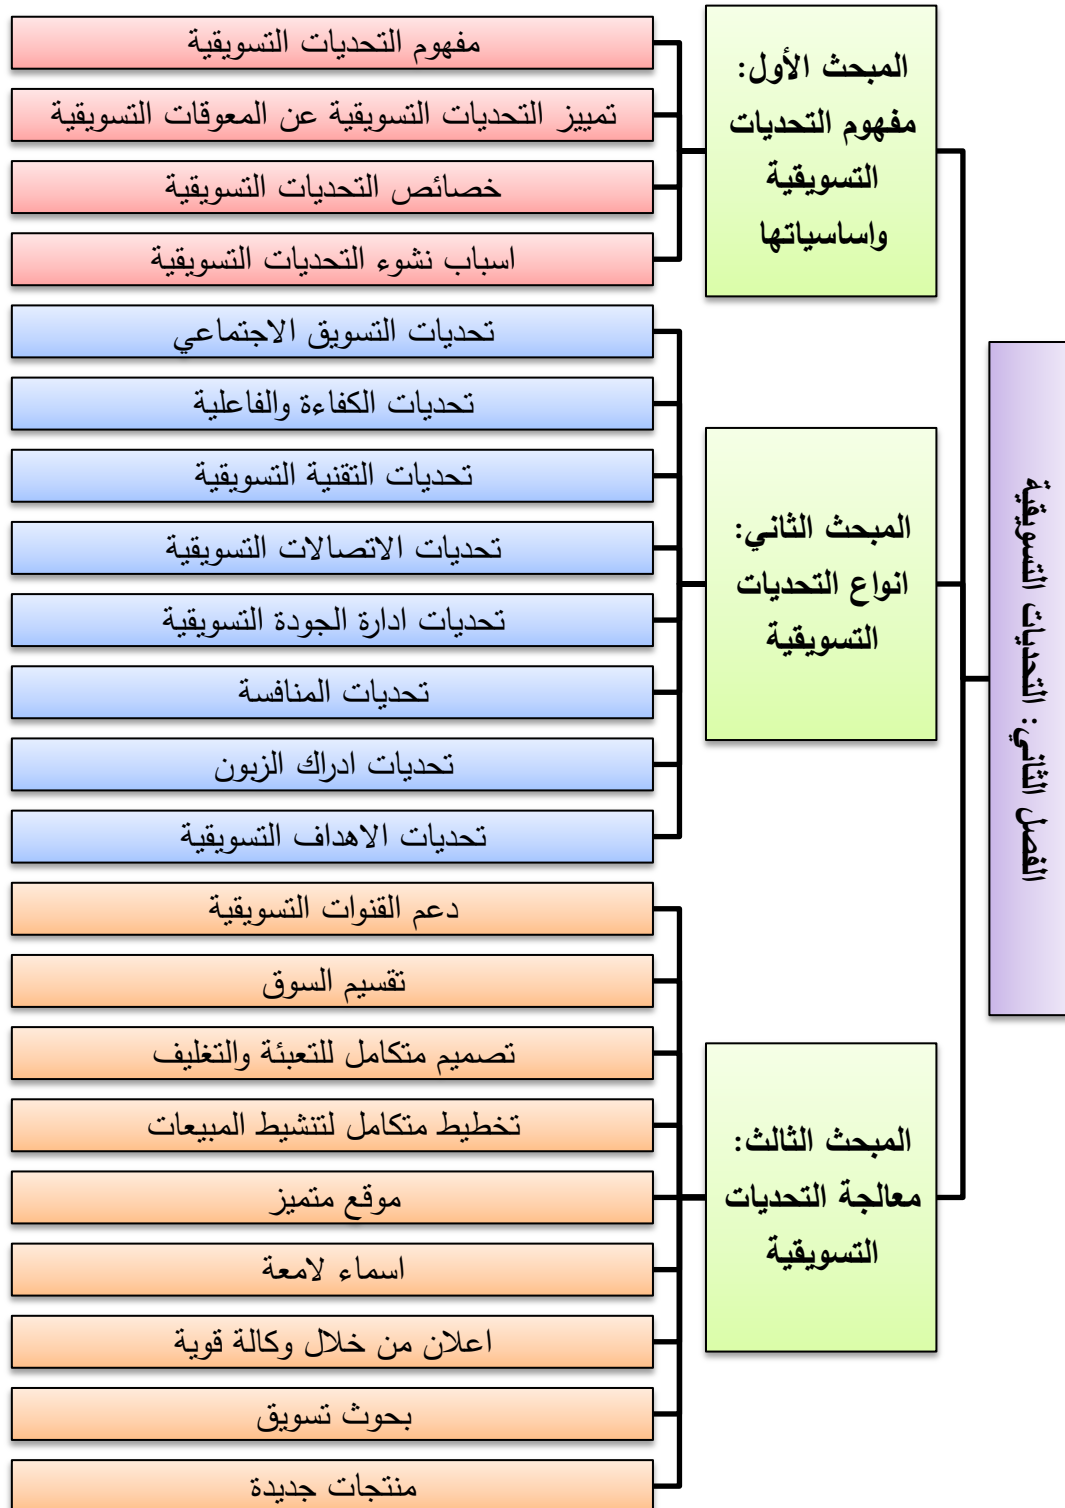 الفصل الثاني: التحديات التسويقية
المبحث الأول:
مفهوم التحديات
التسويقية
واساسياتها
مفهوم التحديات التسويقية
تمييز التحديات التسويقية عن المعوقات التسويقية
خصائص التحديات التسويقية
اسباب نشوء التحديات التسويقية
المبحث الثاني:
انواع التحديات
التسويقية
تحديات التسويق الاجتماعي
تحديات الكفاءة والفاعلية
تحديات التقنية التسويقية
تحديات الاتصالات التسويقية
تحديات ادارة الجودة التسويقية
تحديات المنافسة
تحديات ادراك الزبون
تحديات الاهداف التسويقية
المبحث الثالث:
معالجة التحديات
التسويقية
دعم القنوات التسويقية
تقسيم السوق
تصميم متكامل للتعبئة والتغليف
تخطيط متكامل لتنشيط المبيعات
موقع متميز
اسماء لامعة
اعلان من خلال وكالة قوية
بحوث تسويق
منتجات جديدة